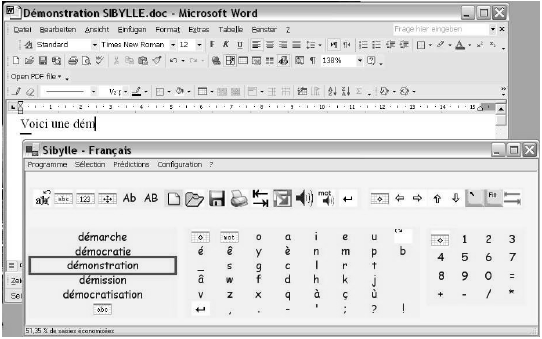 Démonstration SIBYLLE.doc - Microsoft Word
Datei Bearbeiten Ansicht Einfügen Format Extras Tabelle Fenster ? Frage hier eingeben
Standard Times New Roman 12 F K U
138%
Open PDF file
Voici une dém
Sibylle - Français
Programme Sélection Prédictions Configuration ?
abc 123 Ab AB mot
démarche
démocratie
démonstration
démission
démocratisation
abc
mot o a i e u
é ê y è n m p b
_ s g c l r t
â w f d h k j
v z x q à ç ù
, . - ' ; ? !
1 2 3
4 5 6 7
8 9 0 =
+ - / *
51,35 % de saisies économisées